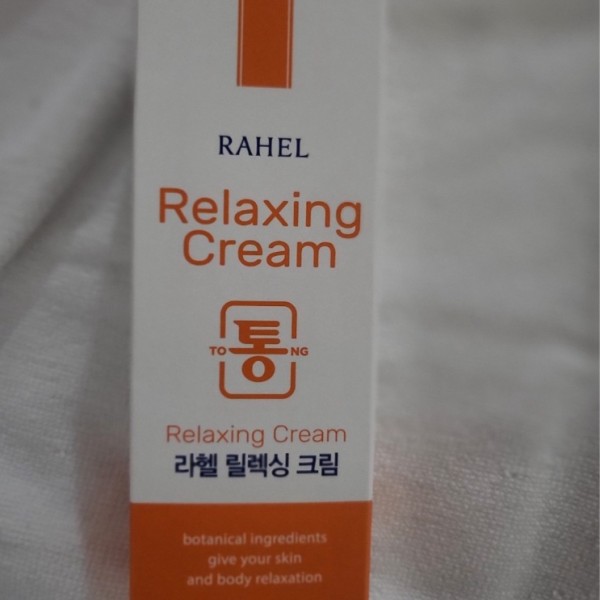 RAHEL
Relaxing
Cream
TO 통 NG
Relaxing Cream
라헬 릴렉싱 크림
botanical ingredients
give your skin
and body relaxation